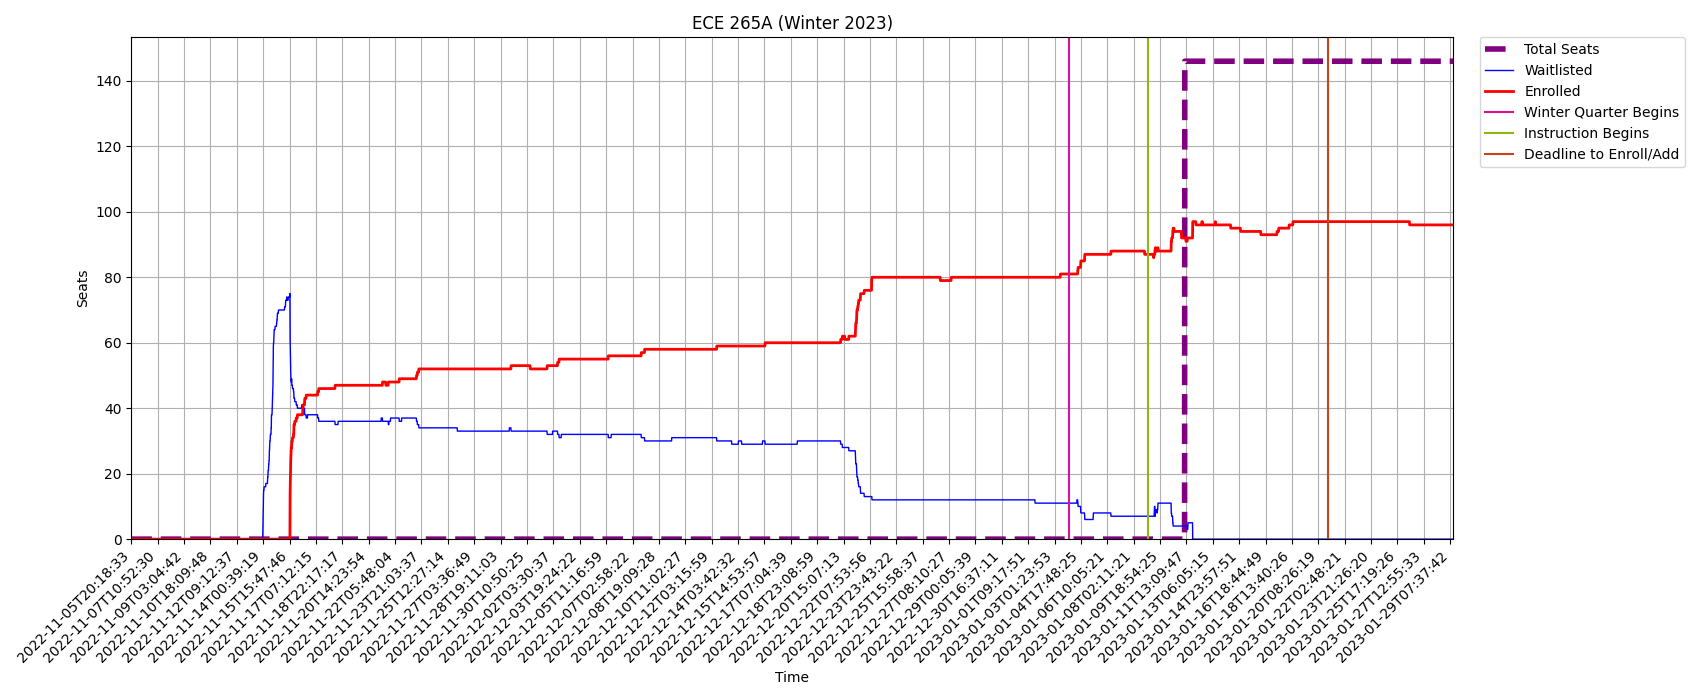 ECE 265A (Winter 2023)
Total Seats
Waitlisted
Enrolled
Winter Quarter Begins
Instruction Begins
Deadline to Enroll/Add
Seats
140
120
100
80
60
40
20
0
2022-11-05T20:18:33
2022-11-07T10:52:30
2022-11-09T03:04:42
2022-11-10T18:09:48
2022-11-12T09:12:37
2022-11-14T00:39:19
2022-11-15T15:47:46
2022-11-17T07:12:15
2022-11-18T22:17:17
2022-11-20T14:23:54
2022-11-22T05:48:04
2022-11-23T21:03:37
2022-11-25T12:27:14
2022-11-27T03:36:49
2022-11-28T19:11:03
2022-11-30T10:50:25
2022-12-02T03:30:37
2022-12-03T19:24:22
2022-12-05T11:16:59
2022-12-07T02:58:22
2022-12-08T19:09:28
2022-12-10T11:02:27
2022-12-12T03:15:59
2022-12-14T03:42:32
2022-12-15T14:53:57
2022-12-17T07:04:39
2022-12-18T23:08:59
2022-12-20T15:07:13
2022-12-22T07:53:56
2022-12-23T23:43:22
2022-12-25T15:58:37
2022-12-27T08:10:27
2022-12-29T00:05:39
2022-12-30T16:37:11
2023-01-01T09:17:51
2023-01-03T01:23:53
2023-01-04T17:48:25
2023-01-06T10:05:21
2023-01-08T02:11:21
2023-01-09T18:54:25
2023-01-11T13:09:47
2023-01-13T06:05:15
2023-01-14T23:57:51
2023-01-16T18:44:49
2023-01-18T13:40:26
2023-01-20T08:26:19
2023-01-22T02:48:21
2023-01-23T21:26:20
2023-01-25T17:19:26
2023-01-27T12:55:33
2023-01-29T07:37:42
Time